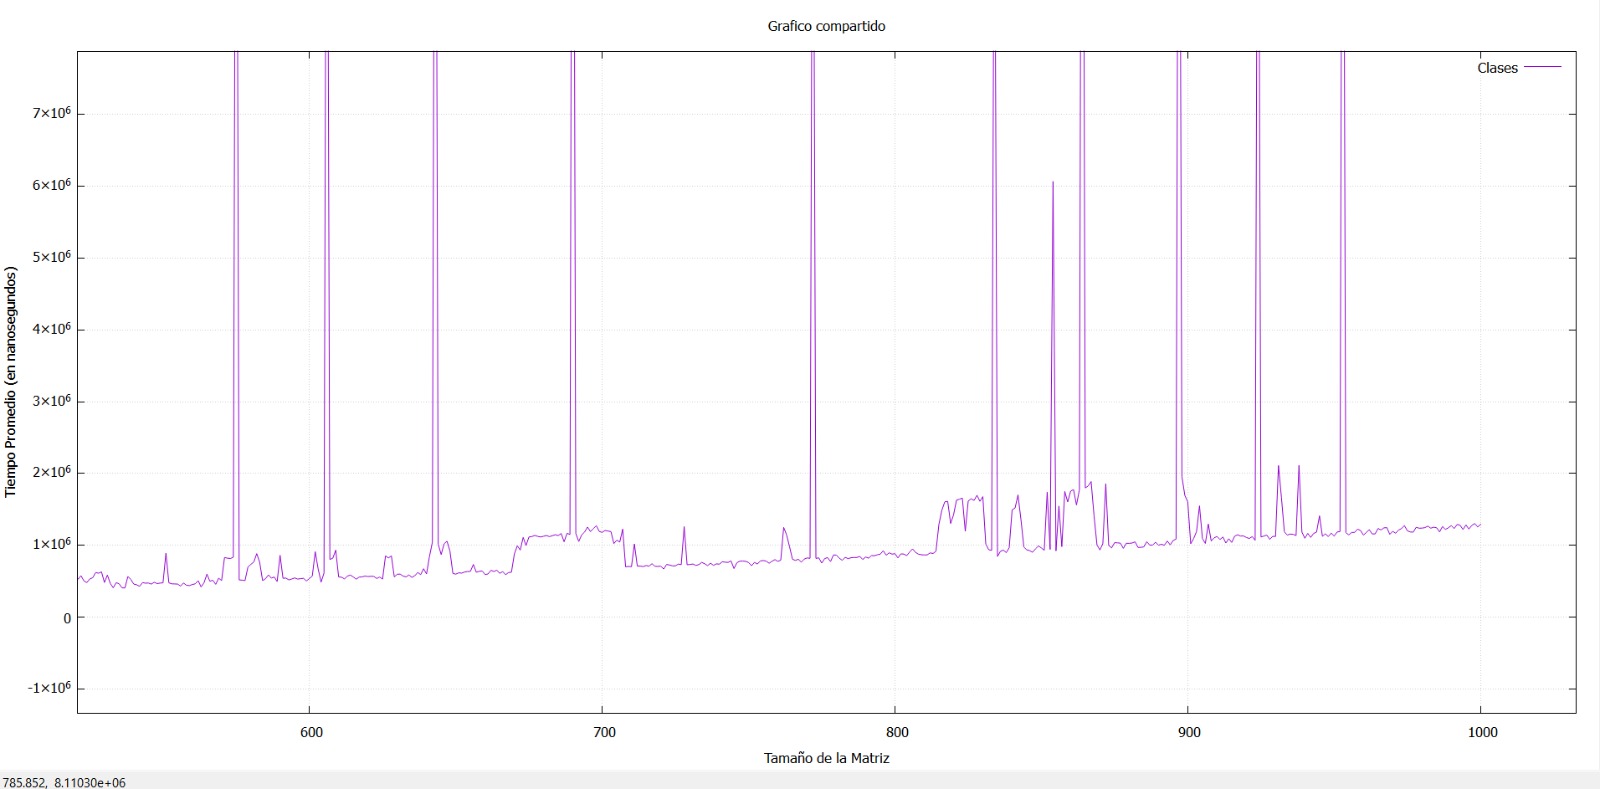 Grafico compartido
Clases
7×10⁶
6×10⁶
5×10⁶
4×10⁶
3×10⁶
2×10⁶
1×10⁶
0
-1×10⁶
Tiempo Promedio (en nanosegundos)
600 700 800 900 1000
Tamaño de la Matriz
785.852, 8.11030e+06